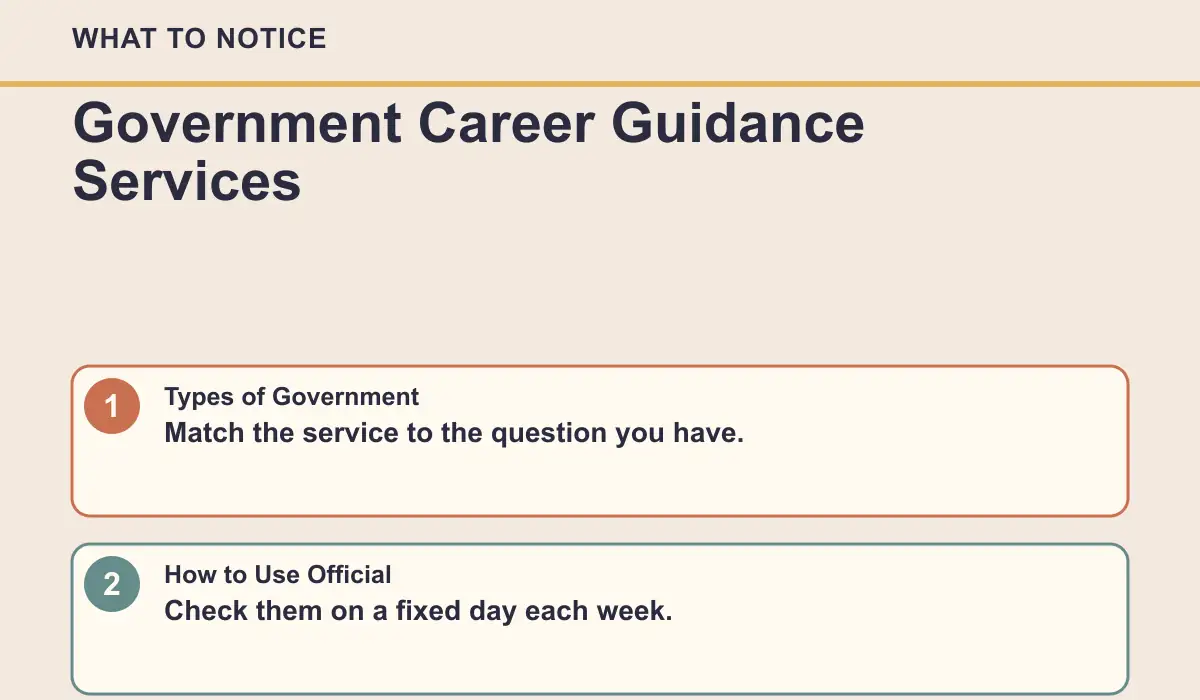 WHAT TO NOTICE
Government Career Guidance
Services
1
Types of Government
Match the service to the question you have.
2
How to Use Official
Check them on a fixed day each week.